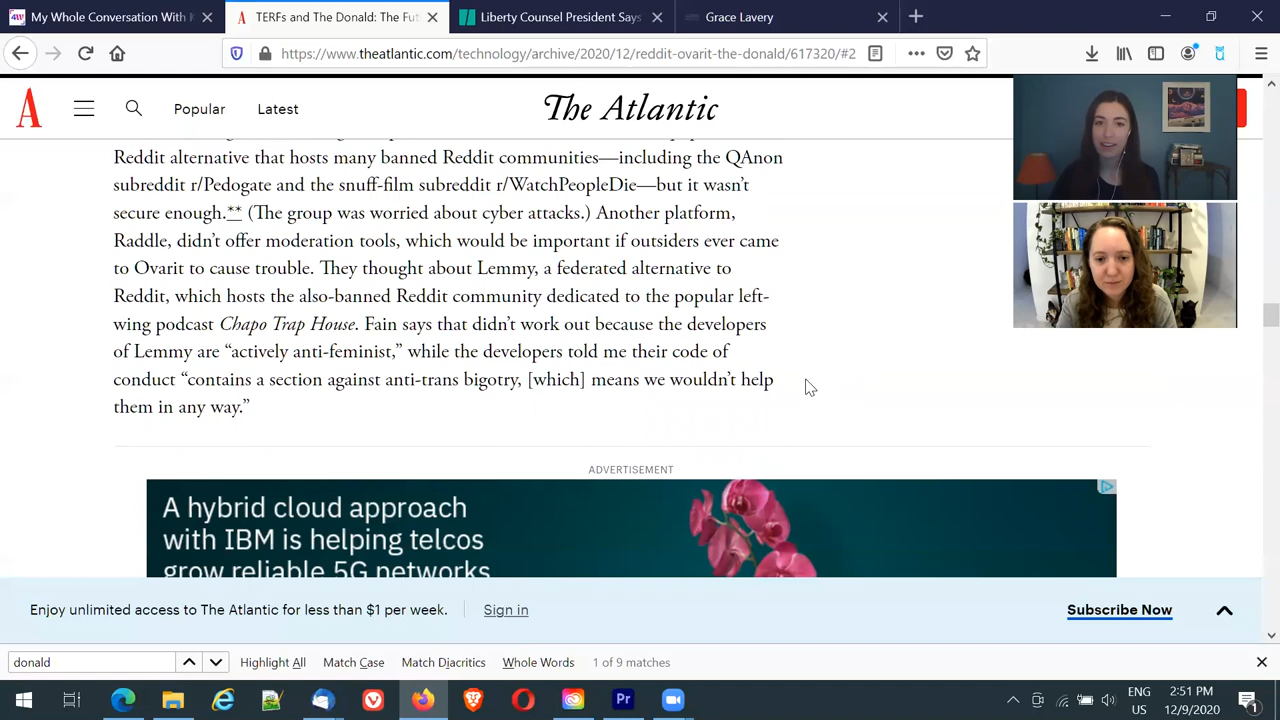 My Whole Conversation With
TERFs and The Donald: The Fut
Liberty Counsel President Says
Grace Lavery
https://www.theatlantic.com/technology/archive/2020/12/reddit-ovarit-the-donald/617320/#2
Popular
Latest
The Atlantic
Reddit alternative that hosts many banned Reddit communities—including the QAnon
subreddit r/Pedogate and the snuff-film subreddit r/WatchPeopleDie—but it wasn't
secure enough.** (The group was worried about cyber attacks.) Another platform,
Raddle, didn't offer moderation tools, which would be important if outsiders ever came
to Ovarit to cause trouble. They thought about Lemmy, a federated alternative to
Reddit, which hosts the also-banned Reddit community dedicated to the popular left-
wing podcast Chapo Trap House. Fain says that didn't work out because the developers
of Lemmy are “actively anti-feminist,” while the developers told me their code of
conduct “contains a section against anti-trans bigotry, [which] means we wouldn't help
them in any way.”
ADVERTISEMENT
A hybrid cloud approach
with IBM is helping telcos
grow reliable 5G networks
Enjoy unlimited access to The Atlantic for less than $1 per week.
Sign in
Subscribe Now
donald
Highlight All
Match Case
Match Diacritics
Whole Words
1 of 9 matches
Pr
ENG
US
2:51 PM
12/9/2020
1